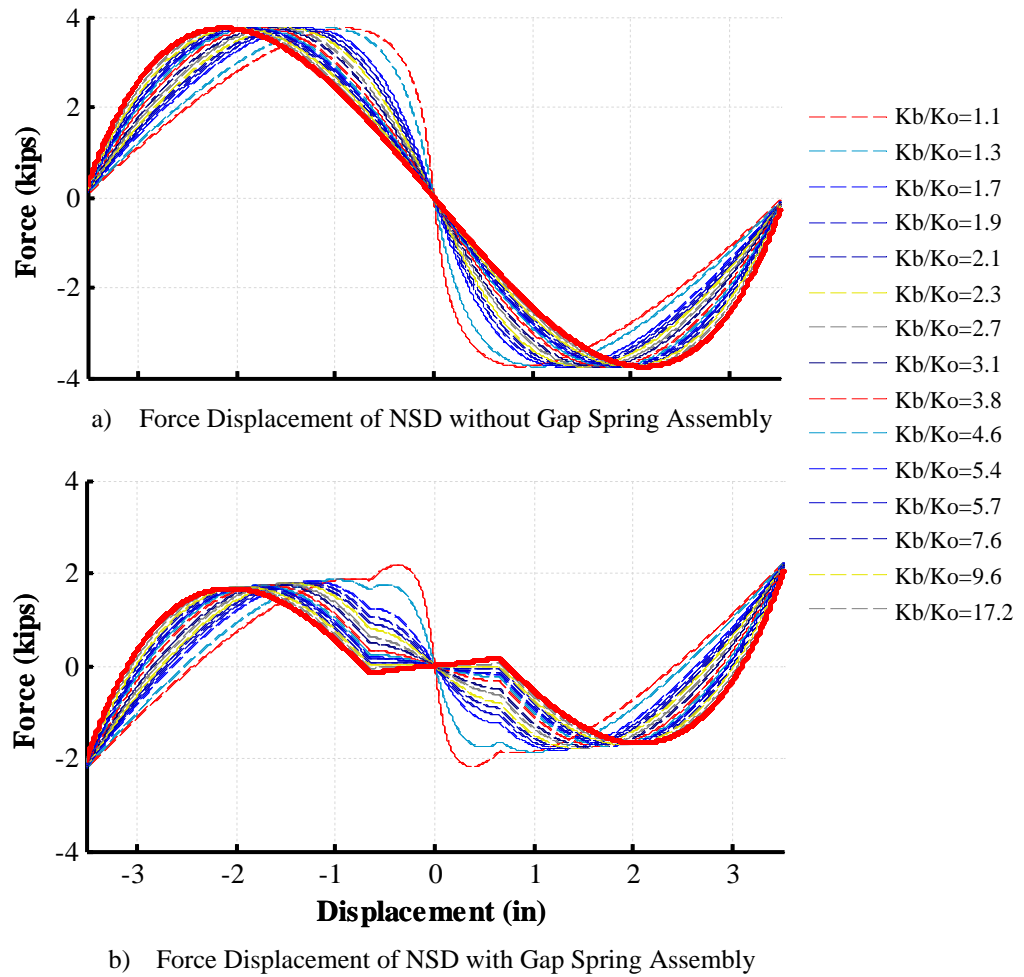 4
2
0
-2
-4
Force (kips)
a) Force Displacement of NSD without Gap Spring Assembly
Kb/Ko=1.1
Kb/Ko=1.3
Kb/Ko=1.7
Kb/Ko=1.9
Kb/Ko=2.1
Kb/Ko=2.3
Kb/Ko=2.7
Kb/Ko=3.1
Kb/Ko=3.8
Kb/Ko=4.6
Kb/Ko=5.4
Kb/Ko=5.7
Kb/Ko=7.6
Kb/Ko=9.6
Kb/Ko=17.2
4
2
0
-2
-4
Force (kips)
-3 -2 -1 0 1 2 3
Displacement (in)
b) Force Displacement of NSD with Gap Spring Assembly